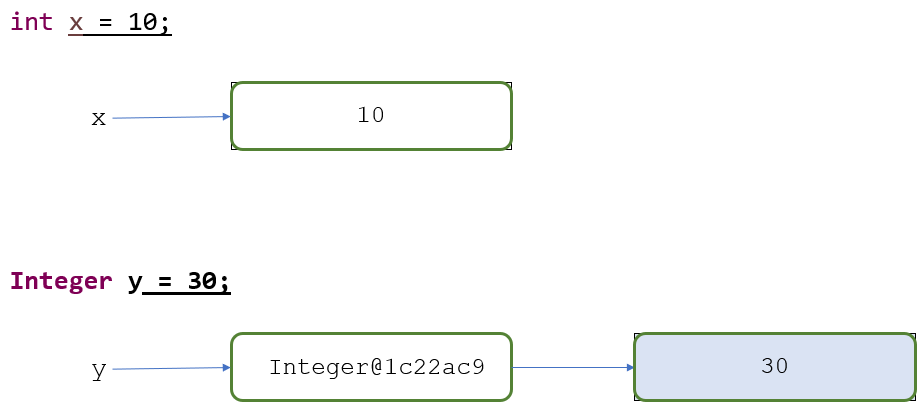 int x = 10;
x 10
Integer y = 30;
y Integer@1c22ac9 30